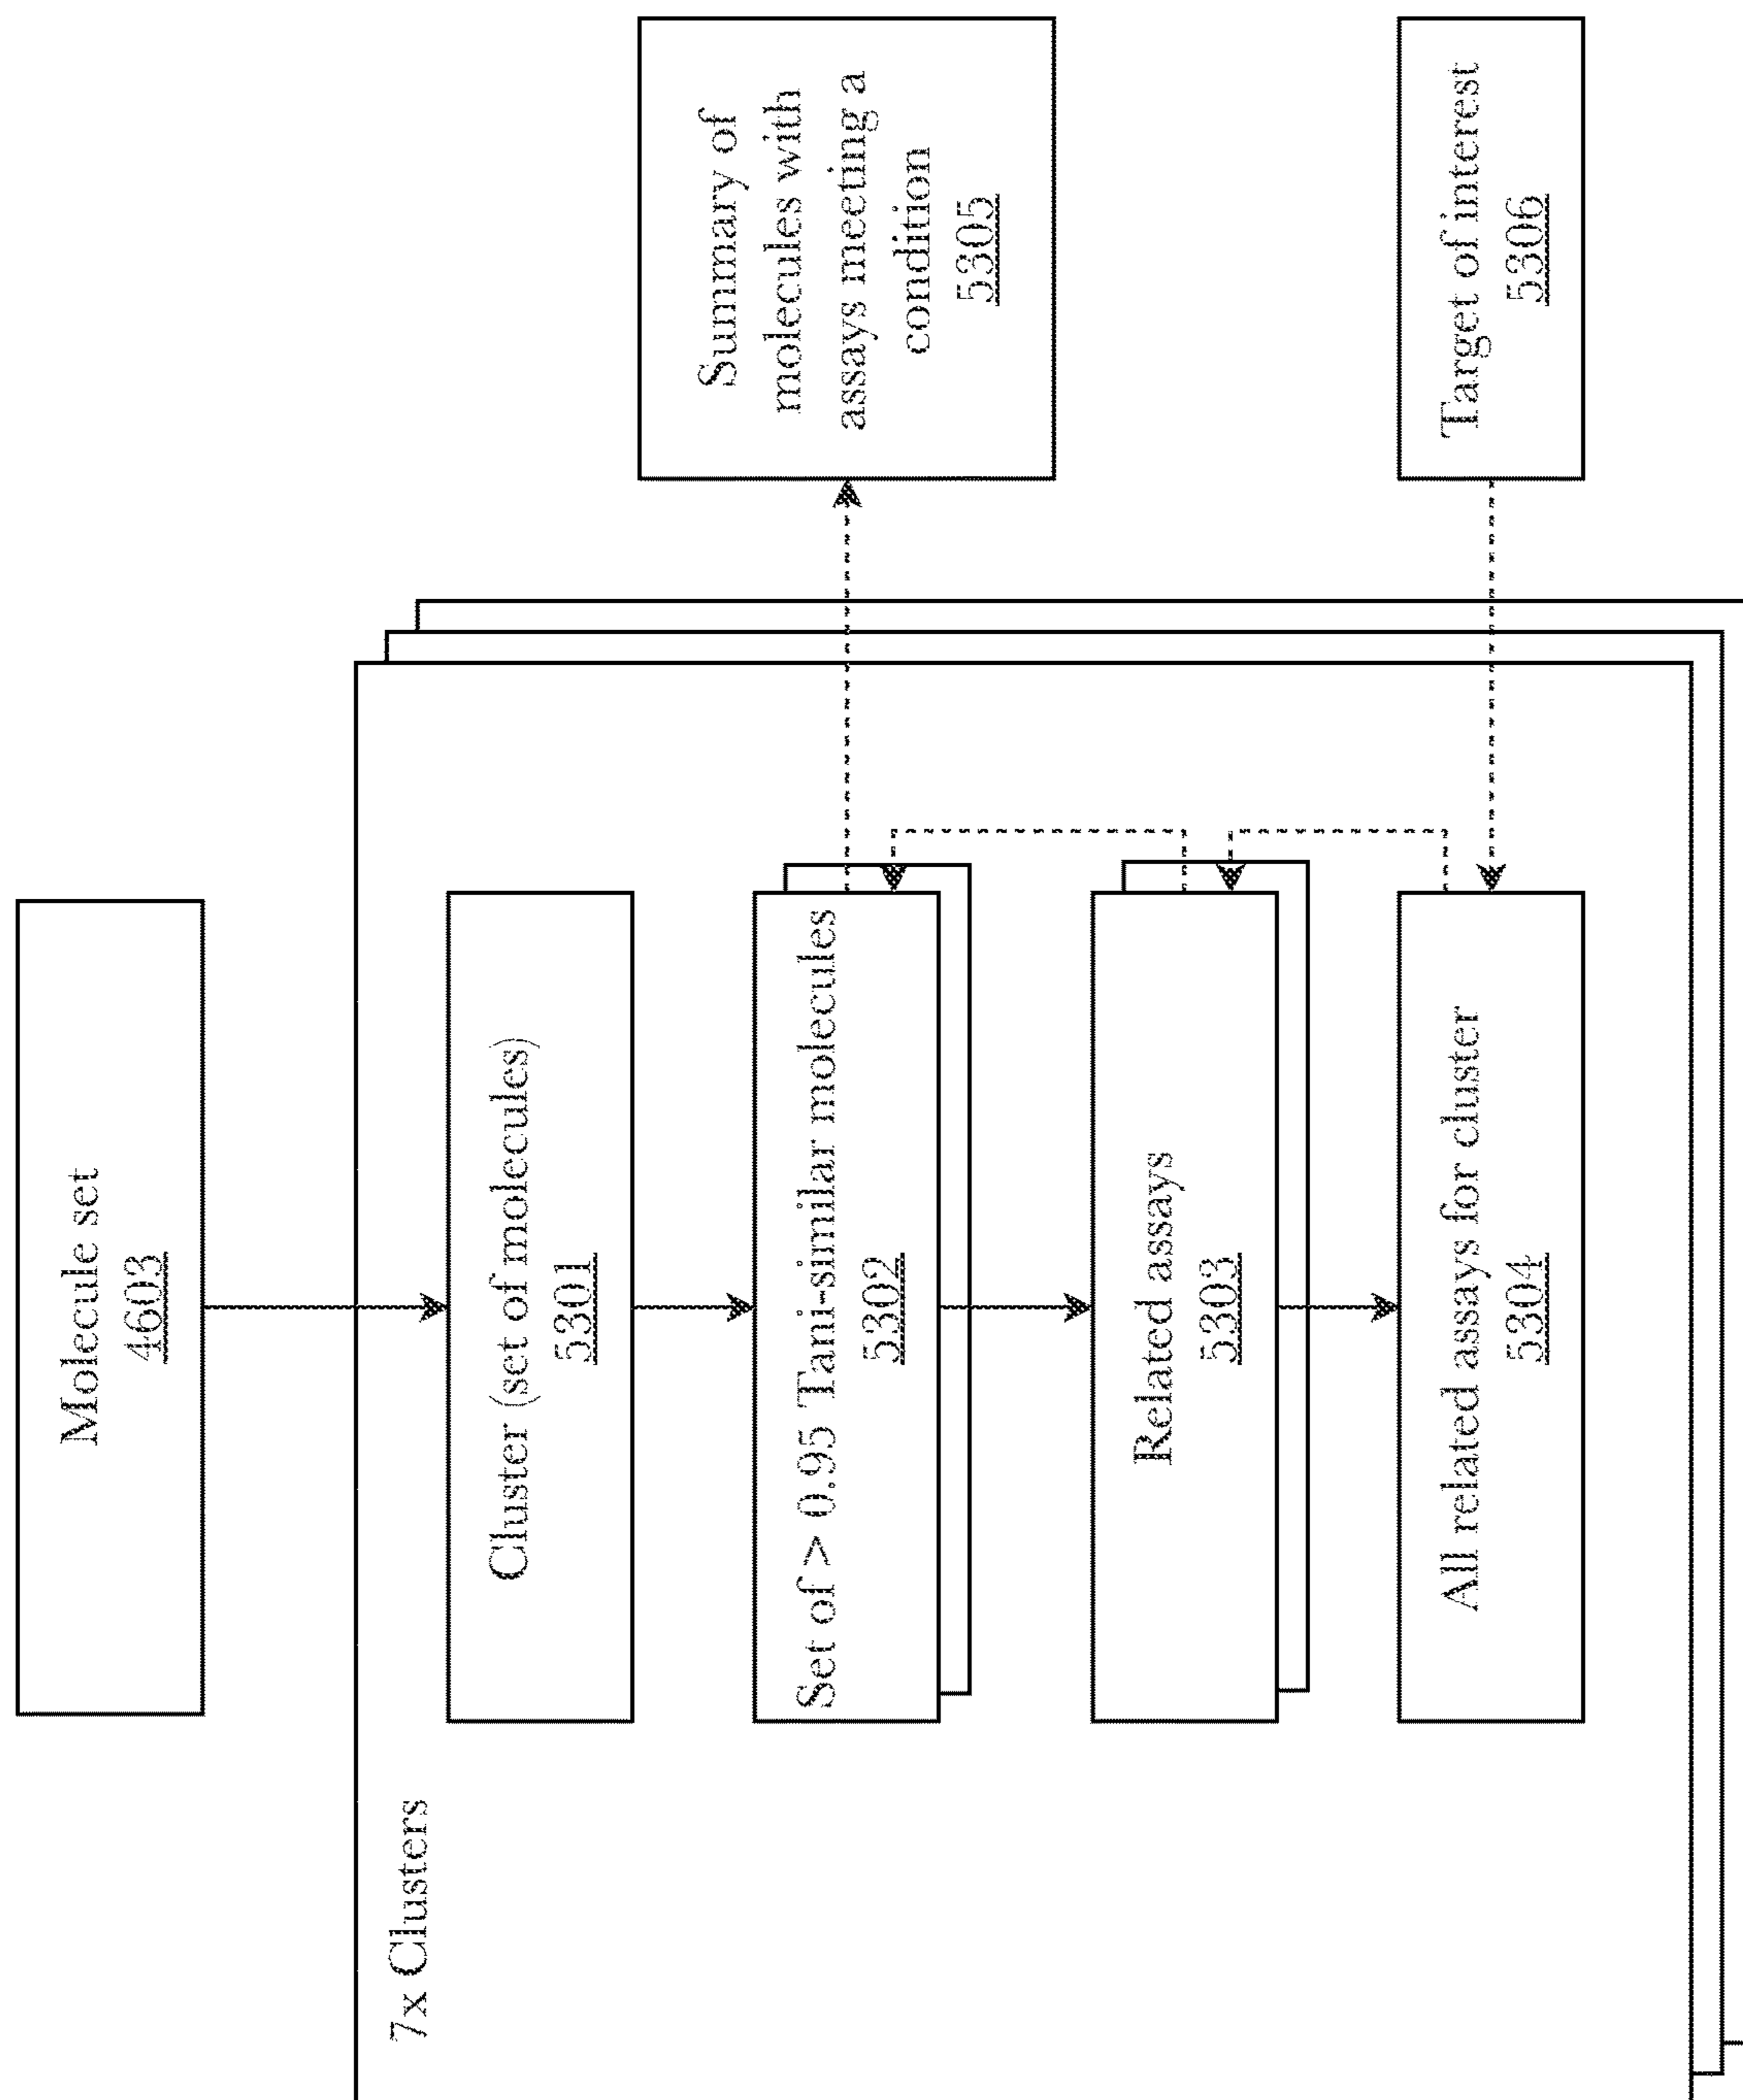 Molecule set
4603
7x Clusters
Cluster (set of molecules)
5301
Set of > 0.95 Tani-similar molecules
5302
Related assays
5303
All related assays for cluster
5304
Summary of
molecules with
assays meeting a
condition
5305
Target of interest
5306